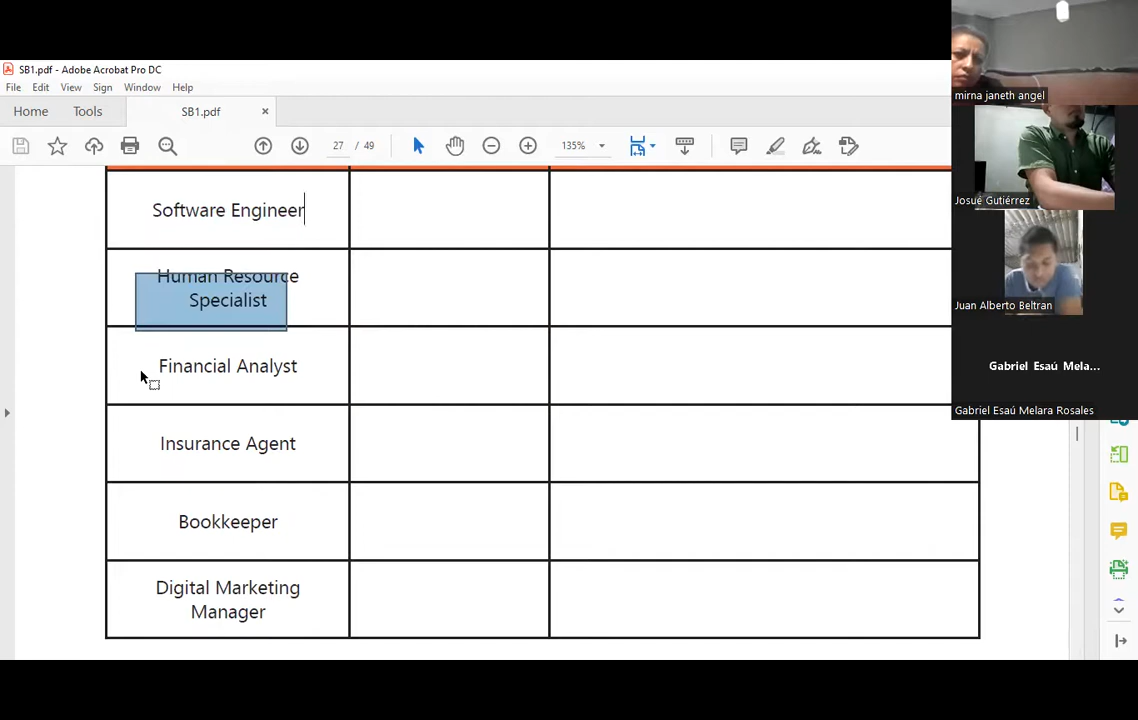 SB1.pdf - Adobe Acrobat Pro DC
File Edit View Sign Window Help
Home Tools SB1.pdf ×
27 / 49 135%
Software Engineer
Human Resource
Specialist
Financial Analyst
Insurance Agent
Bookkeeper
Digital Marketing
Manager
mirna janeth angel
Josué Gutiérrez
Juan Alberto Beltran
Gabriel Esaú Mela...
Gabriel Esaú Melara Rosales